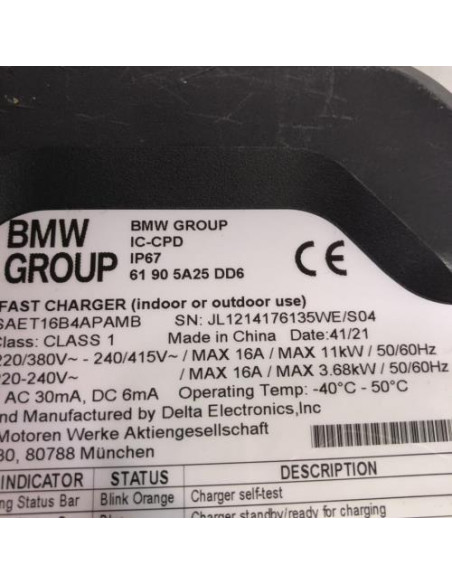 BMW
GROUP
BMW GROUP
IC-CPD
IP67
61 90 5A25 DD6
CE
FAST CHARGER (indoor or outdoor use)
SAET16B4APAMB SN: JL1214176135WE/S04
Class: CLASS 1 Made in China Date:41/21
220/380V~ - 240/415V~/ MAX 16A / MAX 11kW / 50/60Hz
220-240V~ / MAX 16A / MAX 3.68kW / 50/60Hz
AC 30mA, DC 6mA Operating Temp: -40°C - 50°C
nd Manufactured by Delta Electronics,Inc
Motoren Werke Aktiengesellschaft
30, 80788 München
INDICATOR STATUS DESCRIPTION
ng Status Bar Blink Orange Charger self-test
Charger standby/ready for charging